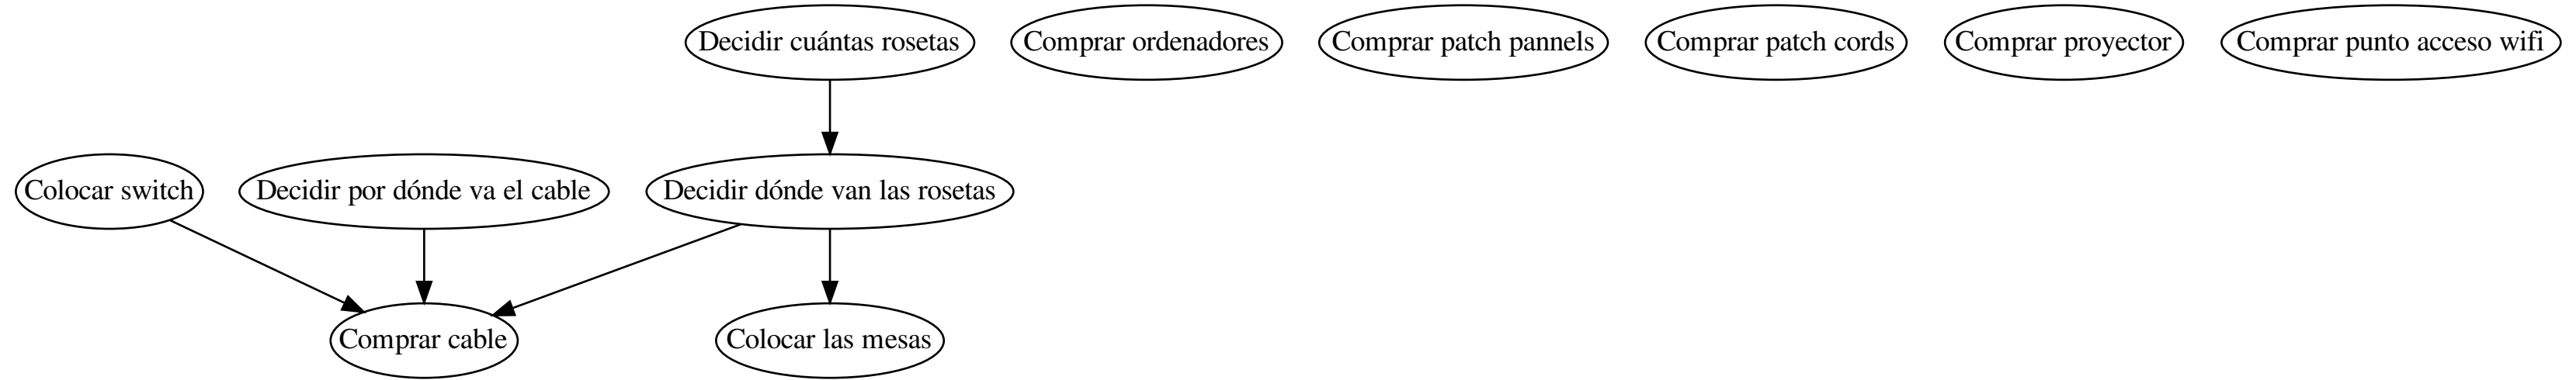 Decidir cuántas rosetas
Comprar ordenadores
Comprar patch pannels
Comprar patch cords
Comprar proyector
Comprar punto acceso wifi
Colocar switch
Decidir por dónde va el cable
Decidir dónde van las rosetas
Comprar cable
Colocar las mesas